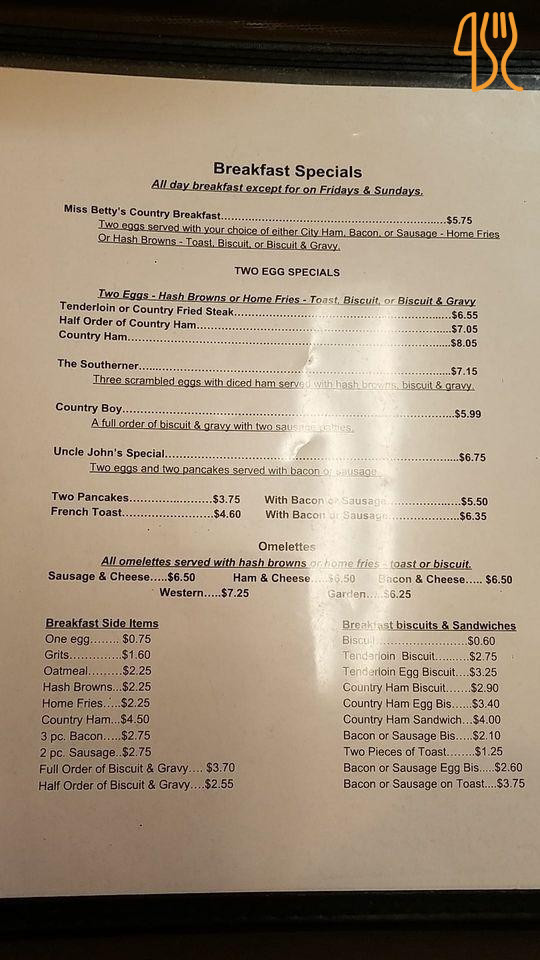 Breakfast Specials
All day breakfast except for on Fridays & Sundays.
Miss Betty's Country Breakfast........................................................$5.75
Two eggs served with your choice of either City Ham, Bacon, or Sausage - Home Fries
Or Hash Browns - Toast, Biscuit, or Biscuit & Gravy.
TWO EGG SPECIALS
Two Eggs - Hash Browns or Home Fries - Toast, Biscuit, or Biscuit & Gravy
Tenderloin or Country Fried Steak......................................................$6.55
Half Order of Country Ham...............................................................$7.05
Country Ham...................................................................................$8.05
The Southerner...............................................................................$7.15
Three scrambled eggs with diced ham served with hash browns, biscuit & gravy.
Country Boy....................................................................................$5.99
A full order of biscuit & gravy with two sausage patties.
Uncle John's Special.........................................................................$6.75
Two eggs and two pancakes served with bacon or sausage.
Two Pancakes.....................$3.75 With Bacon or Sausage...................$5.50
French Toast.......................$4.60 With Bacon or Sausage...................$6.35
Omelettes
All omelettes served with hash browns or home fries - toast or biscuit.
Sausage & Cheese.....$6.50 Ham & Cheese.....$6.50 Bacon & Cheese..... $6.50
Western.....$7.25 Garden.....$6.25
Breakfast Side Items
One egg........ $0.75
Grits.............$1.60
Oatmeal.........$2.25
Hash Browns...$2.25
Home Fries.....$2.25
Country Ham...$4.50
3 pc. Bacon.....$2.75
2 pc. Sausage..$2.75
Full Order of Biscuit & Gravy.... $3.70
Half Order of Biscuit & Gravy....$2.55
Breakfast biscuits & Sandwiches
Biscuit.........................$0.60
Tenderloin Biscuit.........$2.75
Tenderloin Egg Biscuit....$3.25
Country Ham Biscuit.......$2.90
Country Ham Egg Bis......$3.40
Country Ham Sandwich...$4.00
Bacon or Sausage Bis.....$2.10
Two Pieces of Toast........$1.25
Bacon or Sausage Egg Bis.....$2.60
Bacon or Sausage on Toast....$3.75